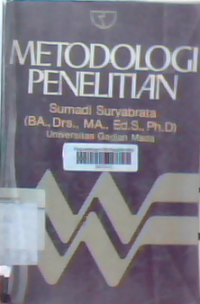 METODOLOGI
PENELITIAN
Sumadi Suryabrata
(BA., Drs., MA., Ed.S., Ph.D)
Universitas Gadjah Mada